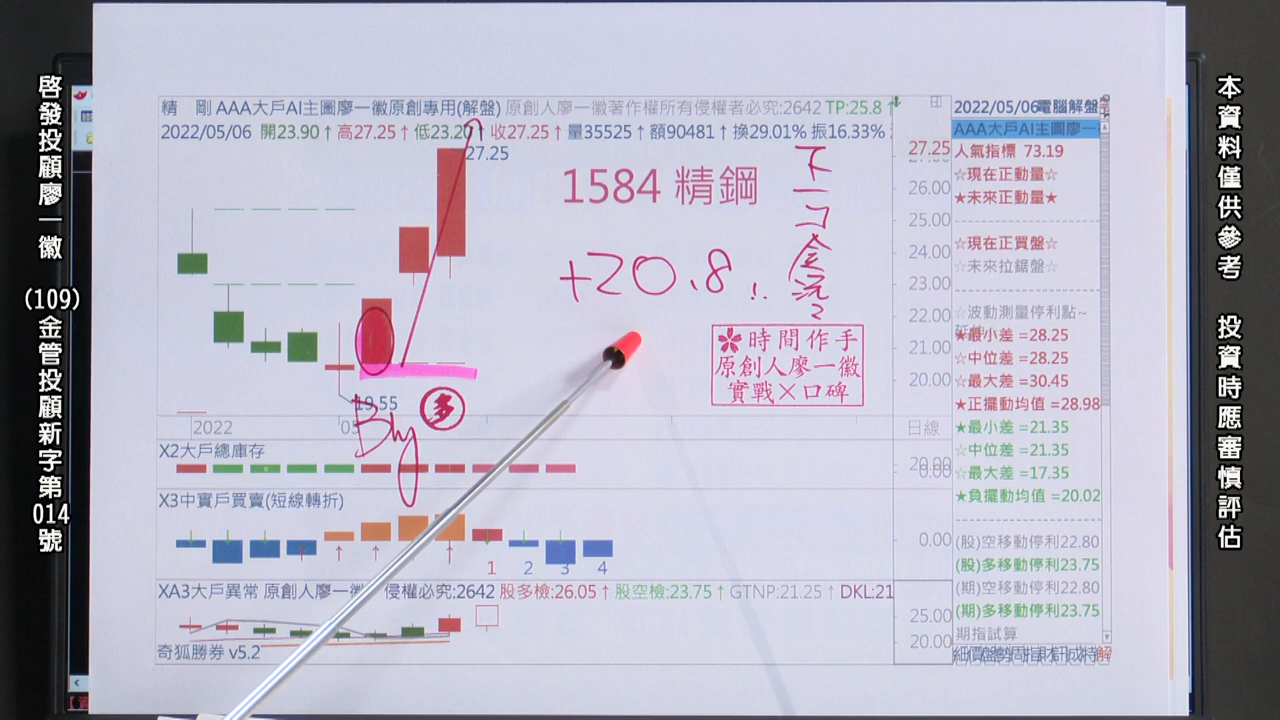 啓發投顧廖一徽
(109)金管投顧新字第014號
精 剛 AAA大戶AI主圖廖一徽原創專用(解盤) 原創人廖一徽著作權所有侵權者必究:2642 TP:25.8↑
2022/05/06 開23.90↑ 高27.25↑ 低23.20↑ 收27.25↑ 量35525↑ 額90481↑ 換29.01% 振16.33%
27.25
1584 精鋼
+20.8!.
下一个金
時間作手
原創人廖一徽
實戰×口碑
19.55
多
By
2022
日線
27.25
26.00
25.00
24.00
23.00
22.00
21.00
20.00
X2大戶總庫存
20.00
X3中實戶買賣(短線轉折)
0.00
1 2 3 4
XA3大戶異常 原創人廖一徽 侵權必究:2642 股多檢:26.05↑ 股空檢:23.75↑ GTNP:21.25↑ DKL:21
25.00
20.00
奇狐勝券 v5.2
2022/05/06電腦解盤
AAA大戶AI主圖廖一
人氣指標 73.19
☆現在正動量☆
★未來正動量★
☆現在正買盤☆
☆未來拉鋸盤☆
☆波動測量停利點~
★最小差 =28.25
☆中位差 =28.25
☆最大差 =30.45
★正擺動均值 =28.98
★最小差 =21.35
☆中位差 =21.35
☆最大差 =17.35
★負擺動均值 =20.02
(股)空移動停利22.80
(股)多移動停利23.75
(期)空移動停利22.80
(期)多移動停利23.75
期指試算
本資料僅供參考 投資時應審慎評估